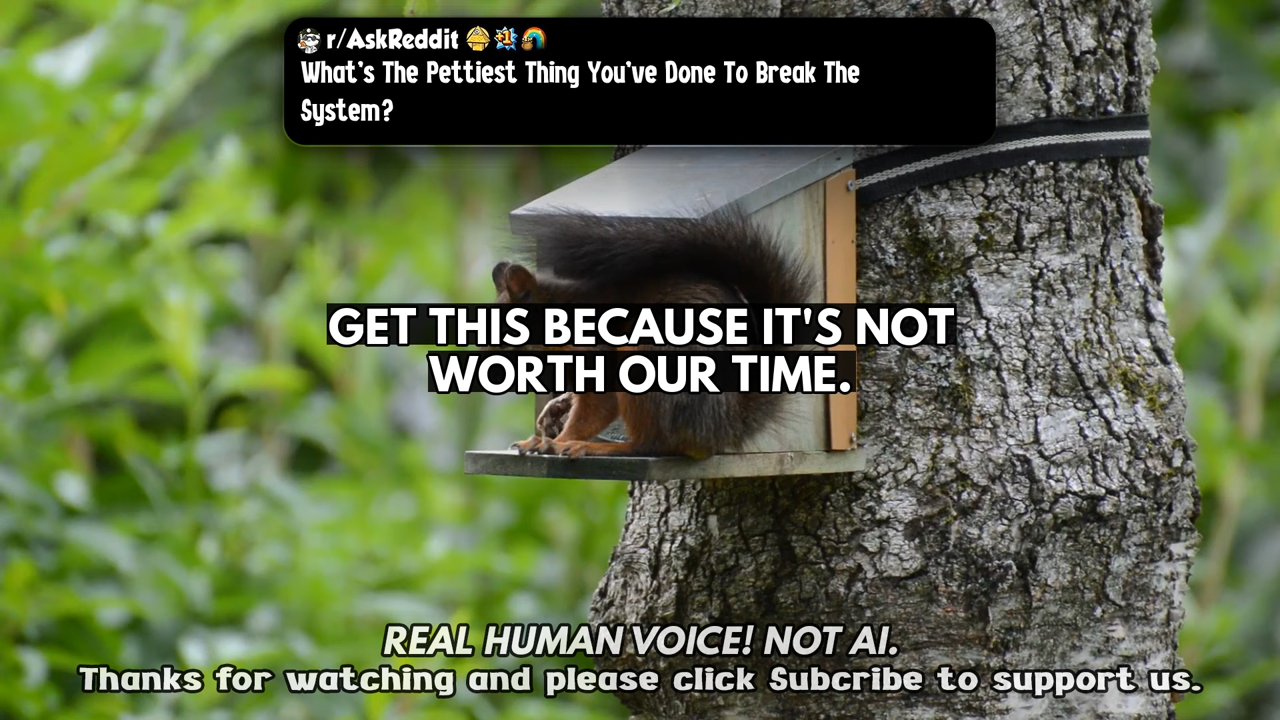 r/AskReddit
What's The Pettiest Thing You've Done To Break The
System?
GET THIS BECAUSE IT'S NOT
WORTH OUR TIME.
REAL HUMAN VOICE! NOT AI.
Thanks for watching and please click Subcribe to support us.